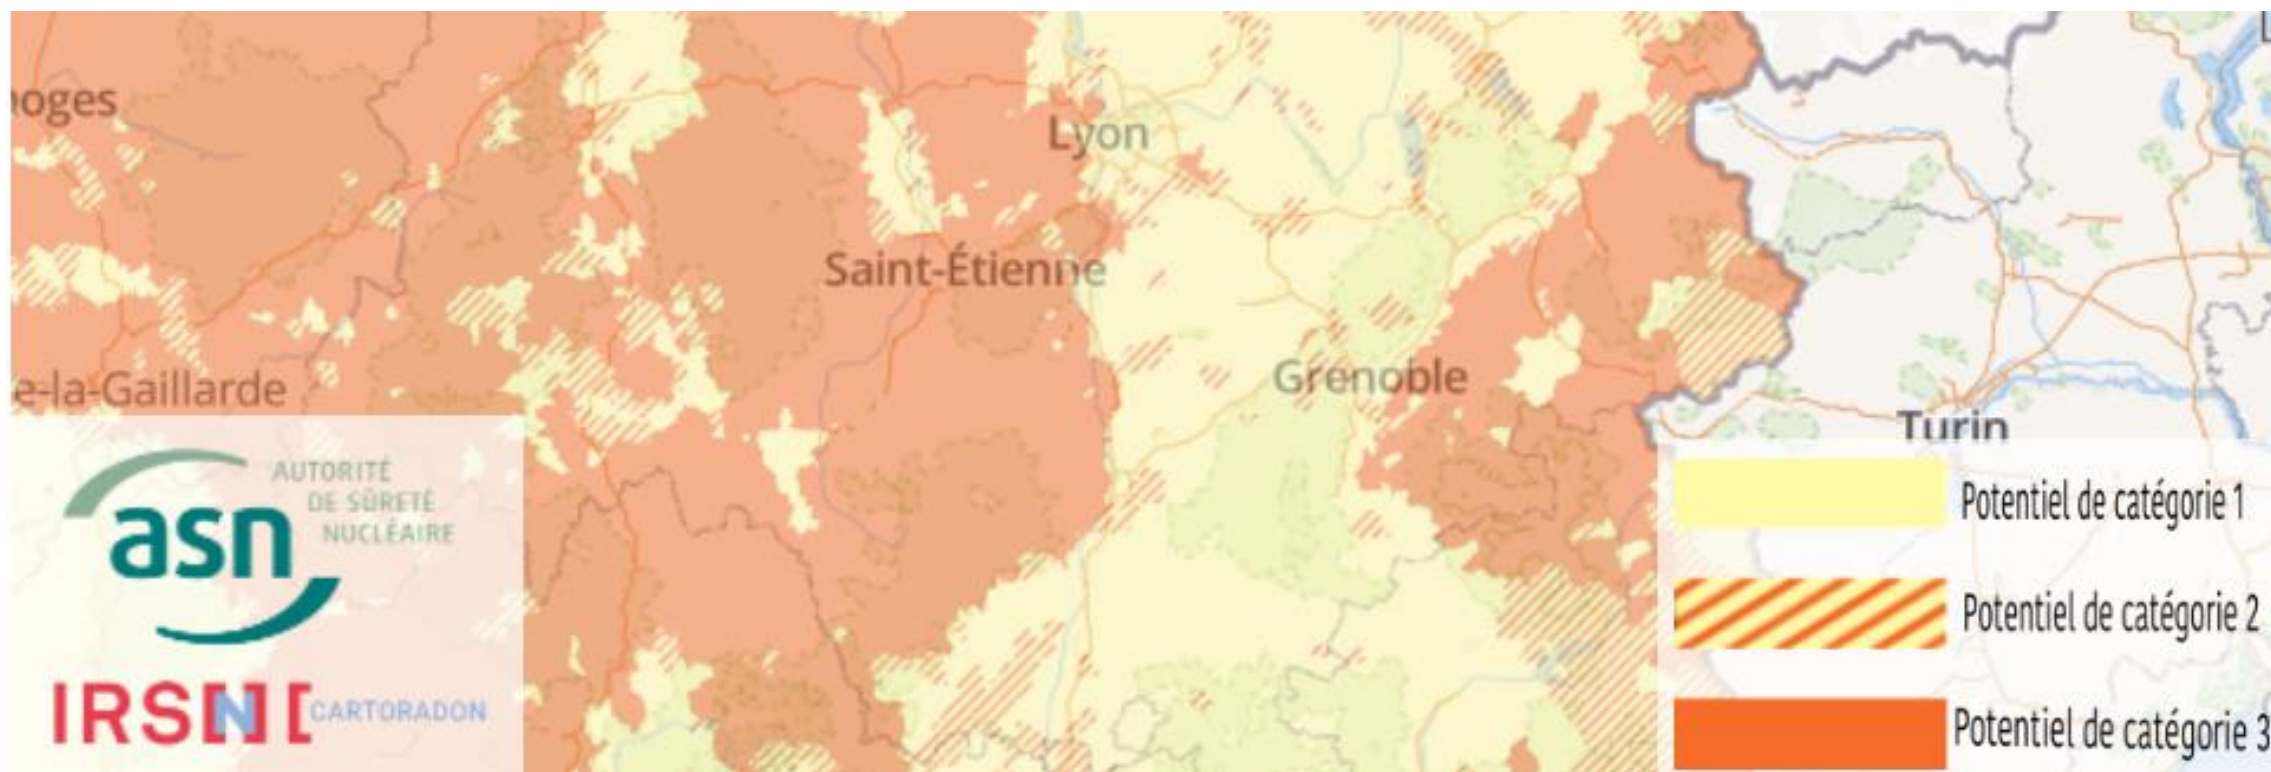 oges
Lyon
Saint-Étienne
Grenoble
e-la-Gaillarde
Turin
AUTORITÉ
DE SÛRETÉ
NUCLÉAIRE
asn
IRSN [ CARTORADON
Potentiel de catégorie 1
Potentiel de catégorie 2
Potentiel de catégorie 3